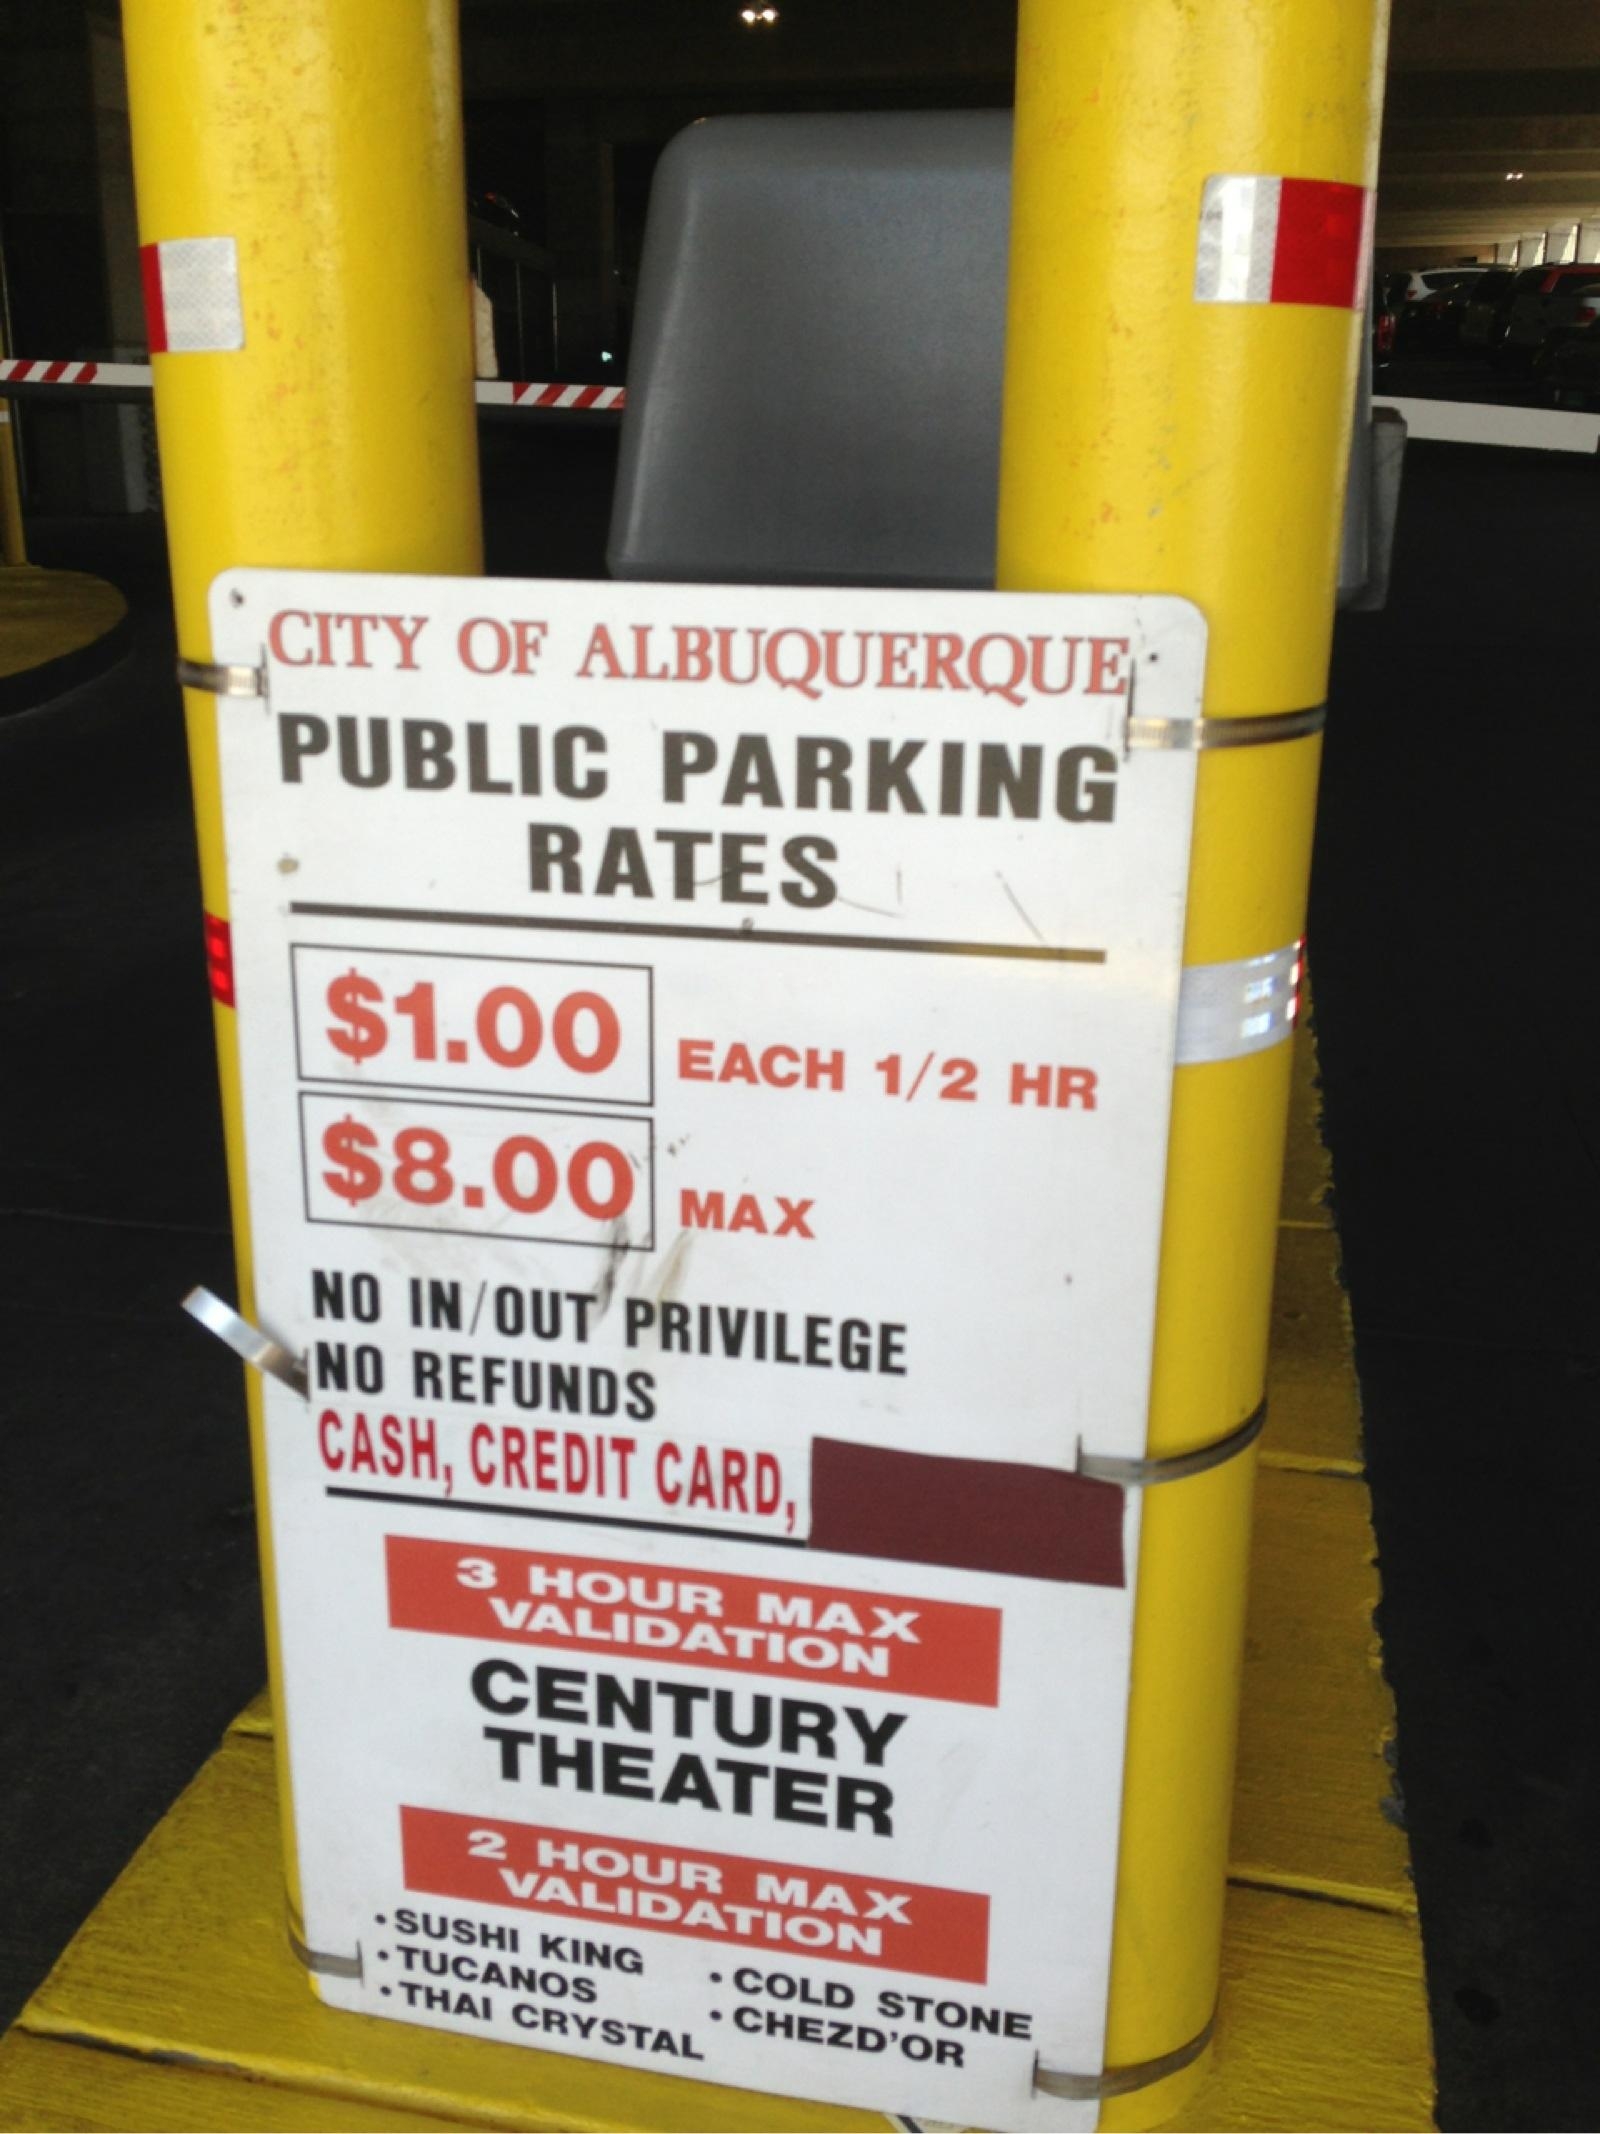 CITY OF ALBUQUERQUE
PUBLIC PARKING
RATES
$1.00 EACH 1/2 HR
$8.00 MAX
NO IN/OUT PRIVILEGE
NO REFUNDS
CASH, CREDIT CARD,
3 HOUR MAX
VALIDATION
CENTURY
THEATER
2 HOUR MAX
VALIDATION
• SUSHI KING
• TUCANOS
• THAI CRYSTAL
• COLD STONE
• CHEZD'OR